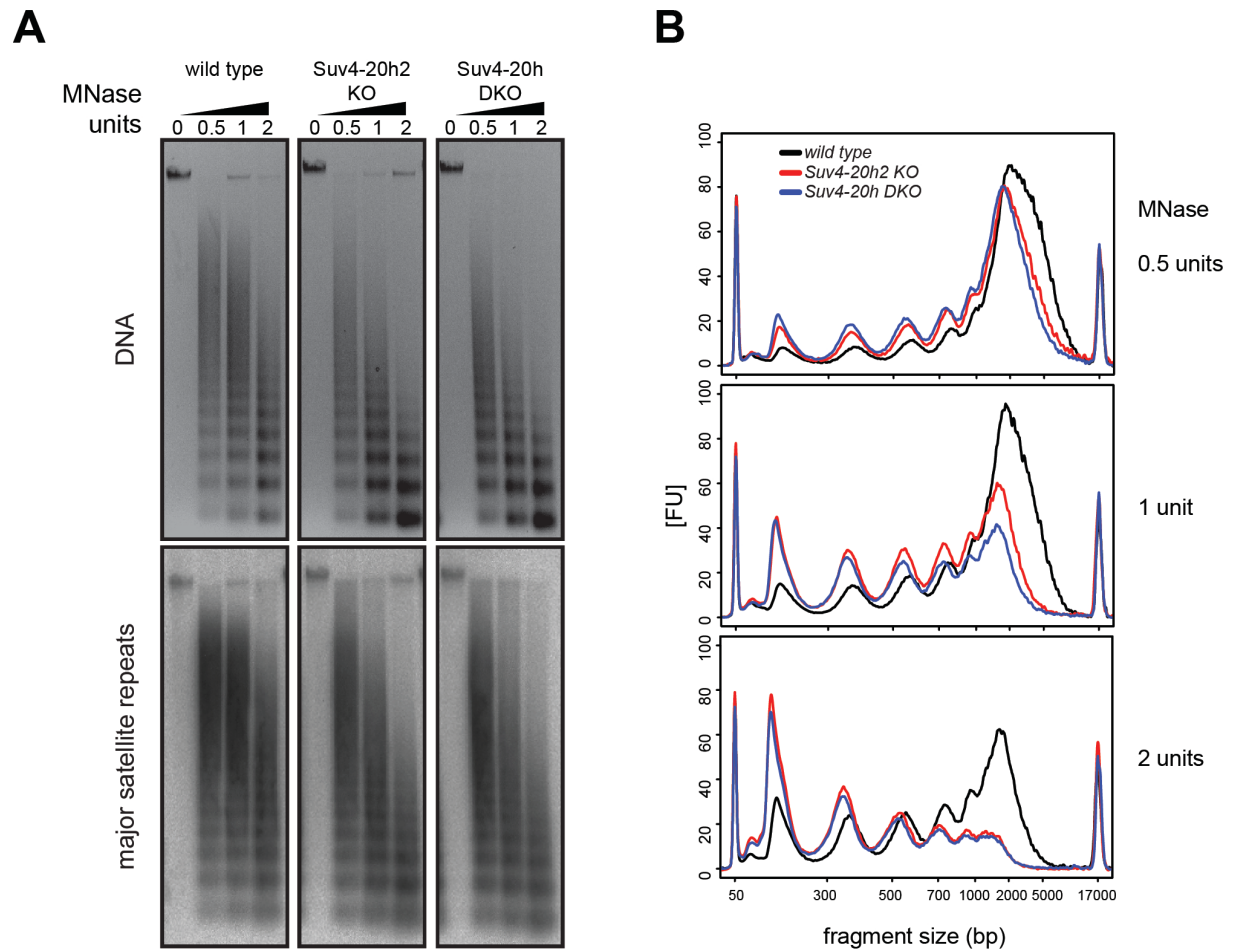 A
wild type
Suv4-20h2
KO
Suv4-20h
DKO
MNase
units
0 0.5 1 2
0 0.5 1 2
0 0.5 1 2
DNA
major satellite repeats
B
wild type
Suv4-20h2 KO
Suv4-20h DKO
0 20 40 60 80 100
MNase
0.5 units
0 20 40 60 80 100
[FU]
1 unit
0 20 40 60 80 100
2 units
50 300 500 700 1000 2000 5000 17000
fragment size (bp)